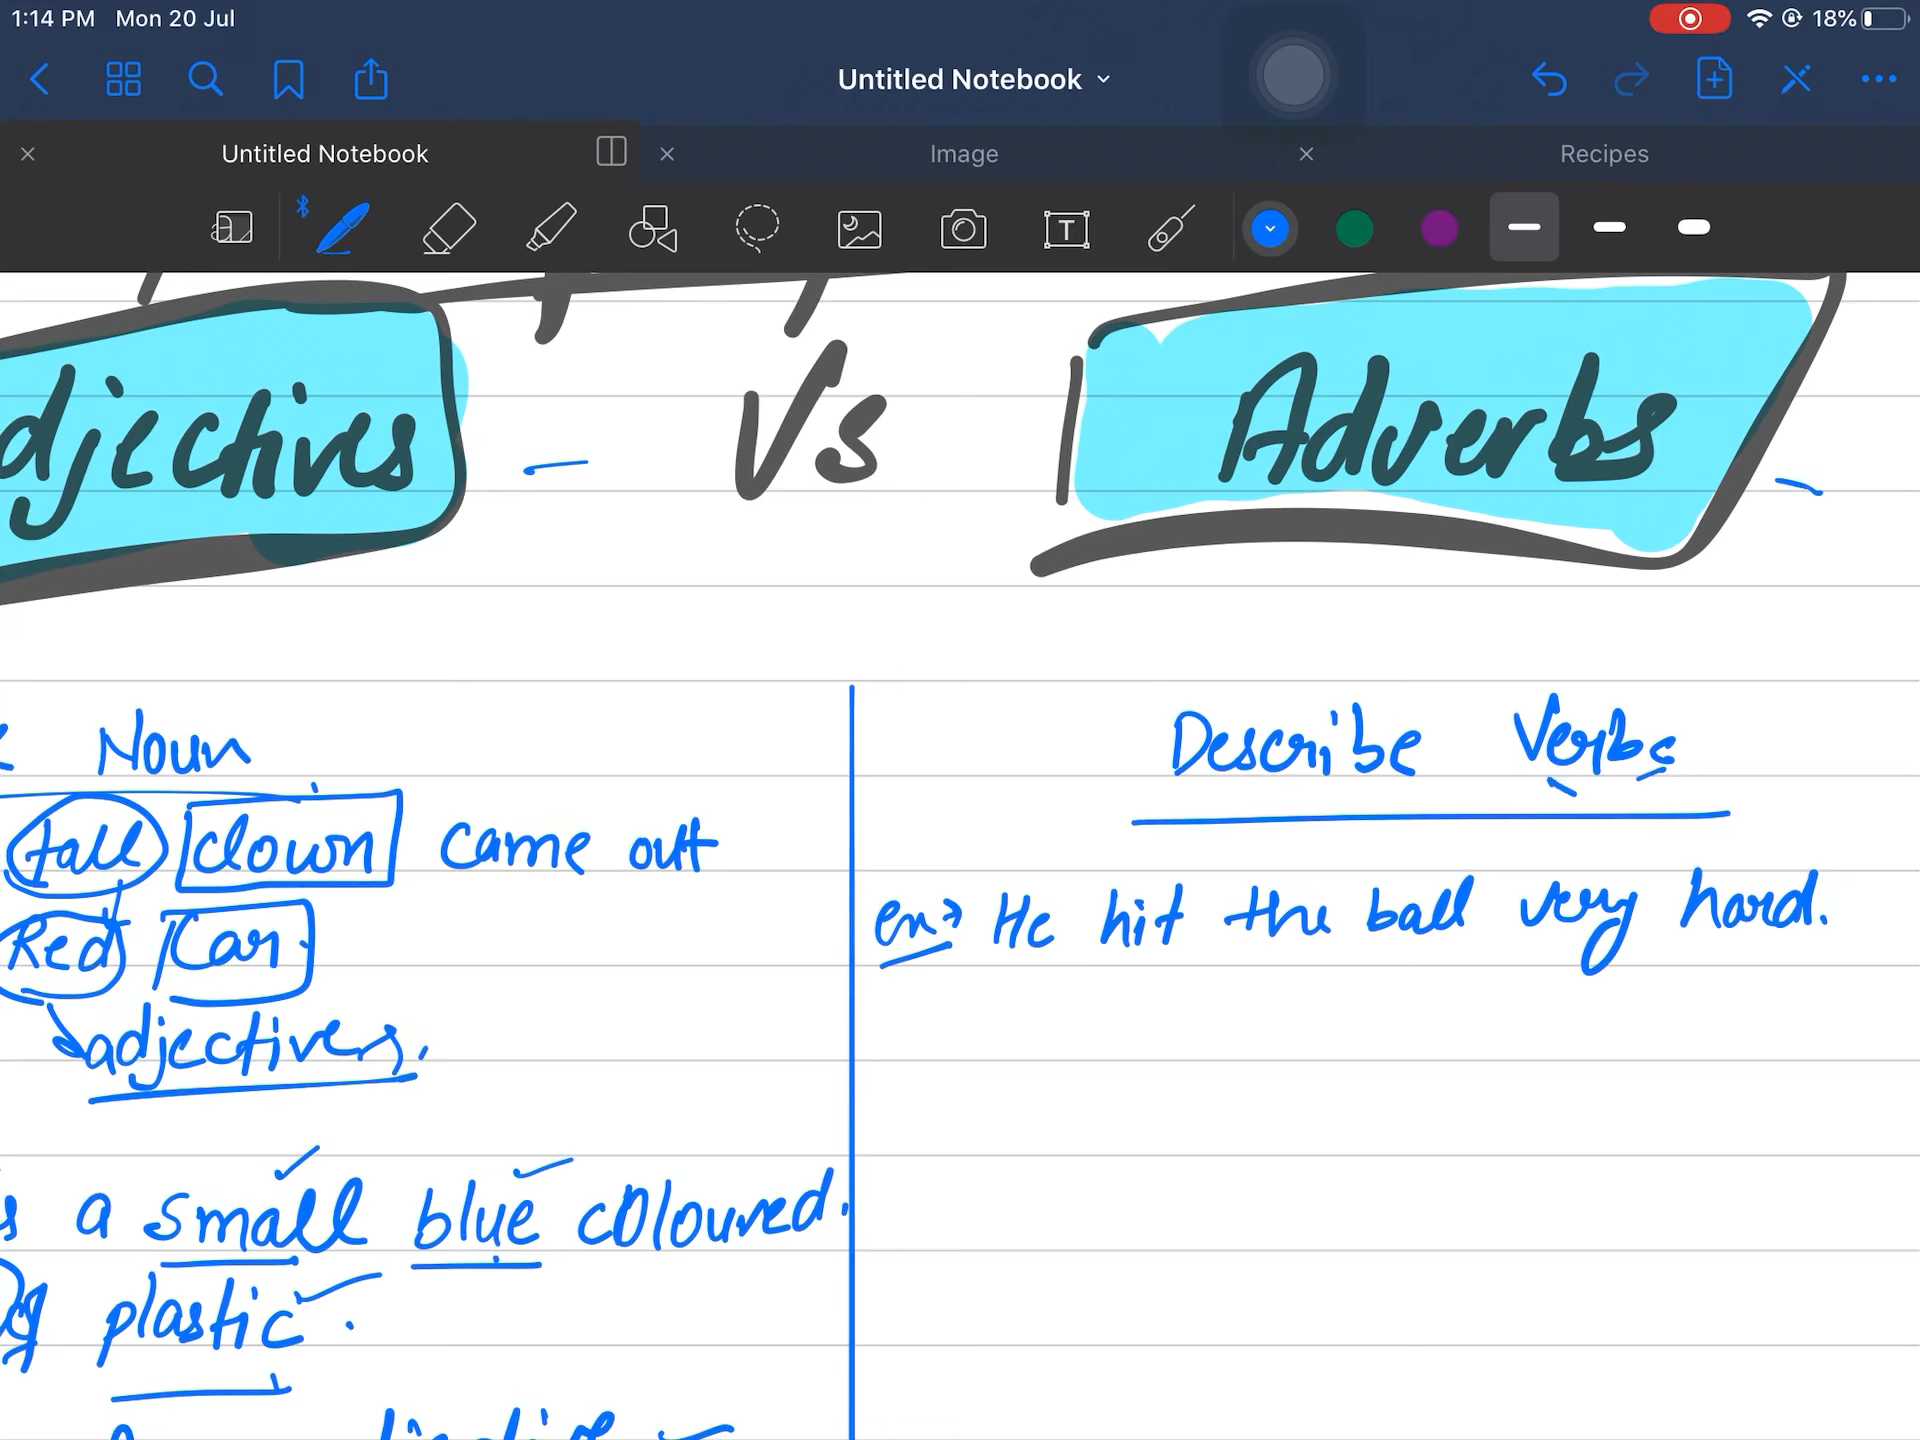 1:14 PM Mon 20 Jul
18%
Untitled Notebook
Untitled Notebook
Image
Recipes
T
djectives Vs Adverbs
Noun
tall clown came out
Red Car
adjectives.
s a small blue coloured.
plastic.
Describe Verbs
ex → He hit the ball very hard.